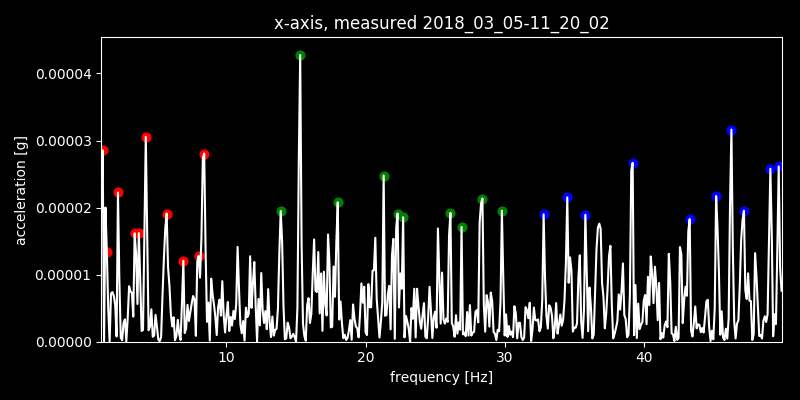 x-axis, measured 2018_03_05-11_20_02
0.00004
0.00003
0.00002
0.00001
0.00000
acceleration [g]
10 20 30 40
frequency [Hz]